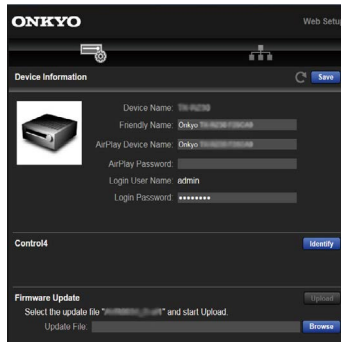 ONKYO
Web Setup
Device Information
Save
Device Name:
Friendly Name: Onkyo
AirPlay Device Name: Onkyo
AirPlay Password:
Login User Name: admin
Login Password: ••••••••
Control4
Identify
Firmware Update
Upload
Select the update file " " and start Upload.
Update File:
Browse